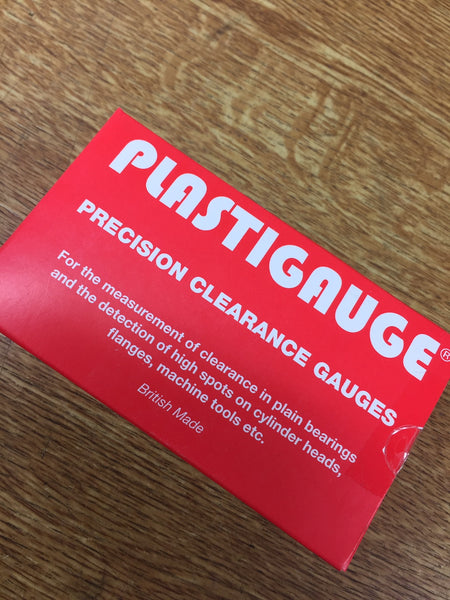 PLASTIGAUGE®
PRECISION CLEARANCE GAUGES
For the measurement of clearance in plain bearings
and the detection of high spots on cylinder heads,
flanges, machine tools etc.
British Made